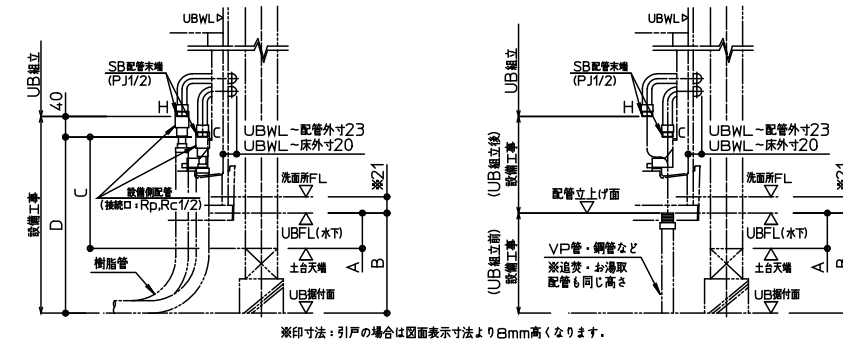 UBWL
UB組立
SB配管末端
(PJ1/2)
40
H
C
UBWL～配管外寸23
UBWL～床外寸20
設備工事
D
C
設備側配管
(接続口：Rp,Rc1/2)
洗面所FL
※21
UBFL(水下)
土台天端
A
B
樹脂管
UB据付面
UBWL
UB組立
SB配管末端
(PJ1/2)
H
C
UBWL～配管外寸23
UBWL～床外寸20
(UB組立後)
設備工事
配管立上げ面
洗面所FL
※21
UBFL(水下)
(UB組立前)
設備工事
VP管・鋼管など
※追焚・お湯取
配管も同じ高さ
土台天端
A
B
UB据付面
※印寸法：引戸の場合は図面表示寸法より8mm高くなります．